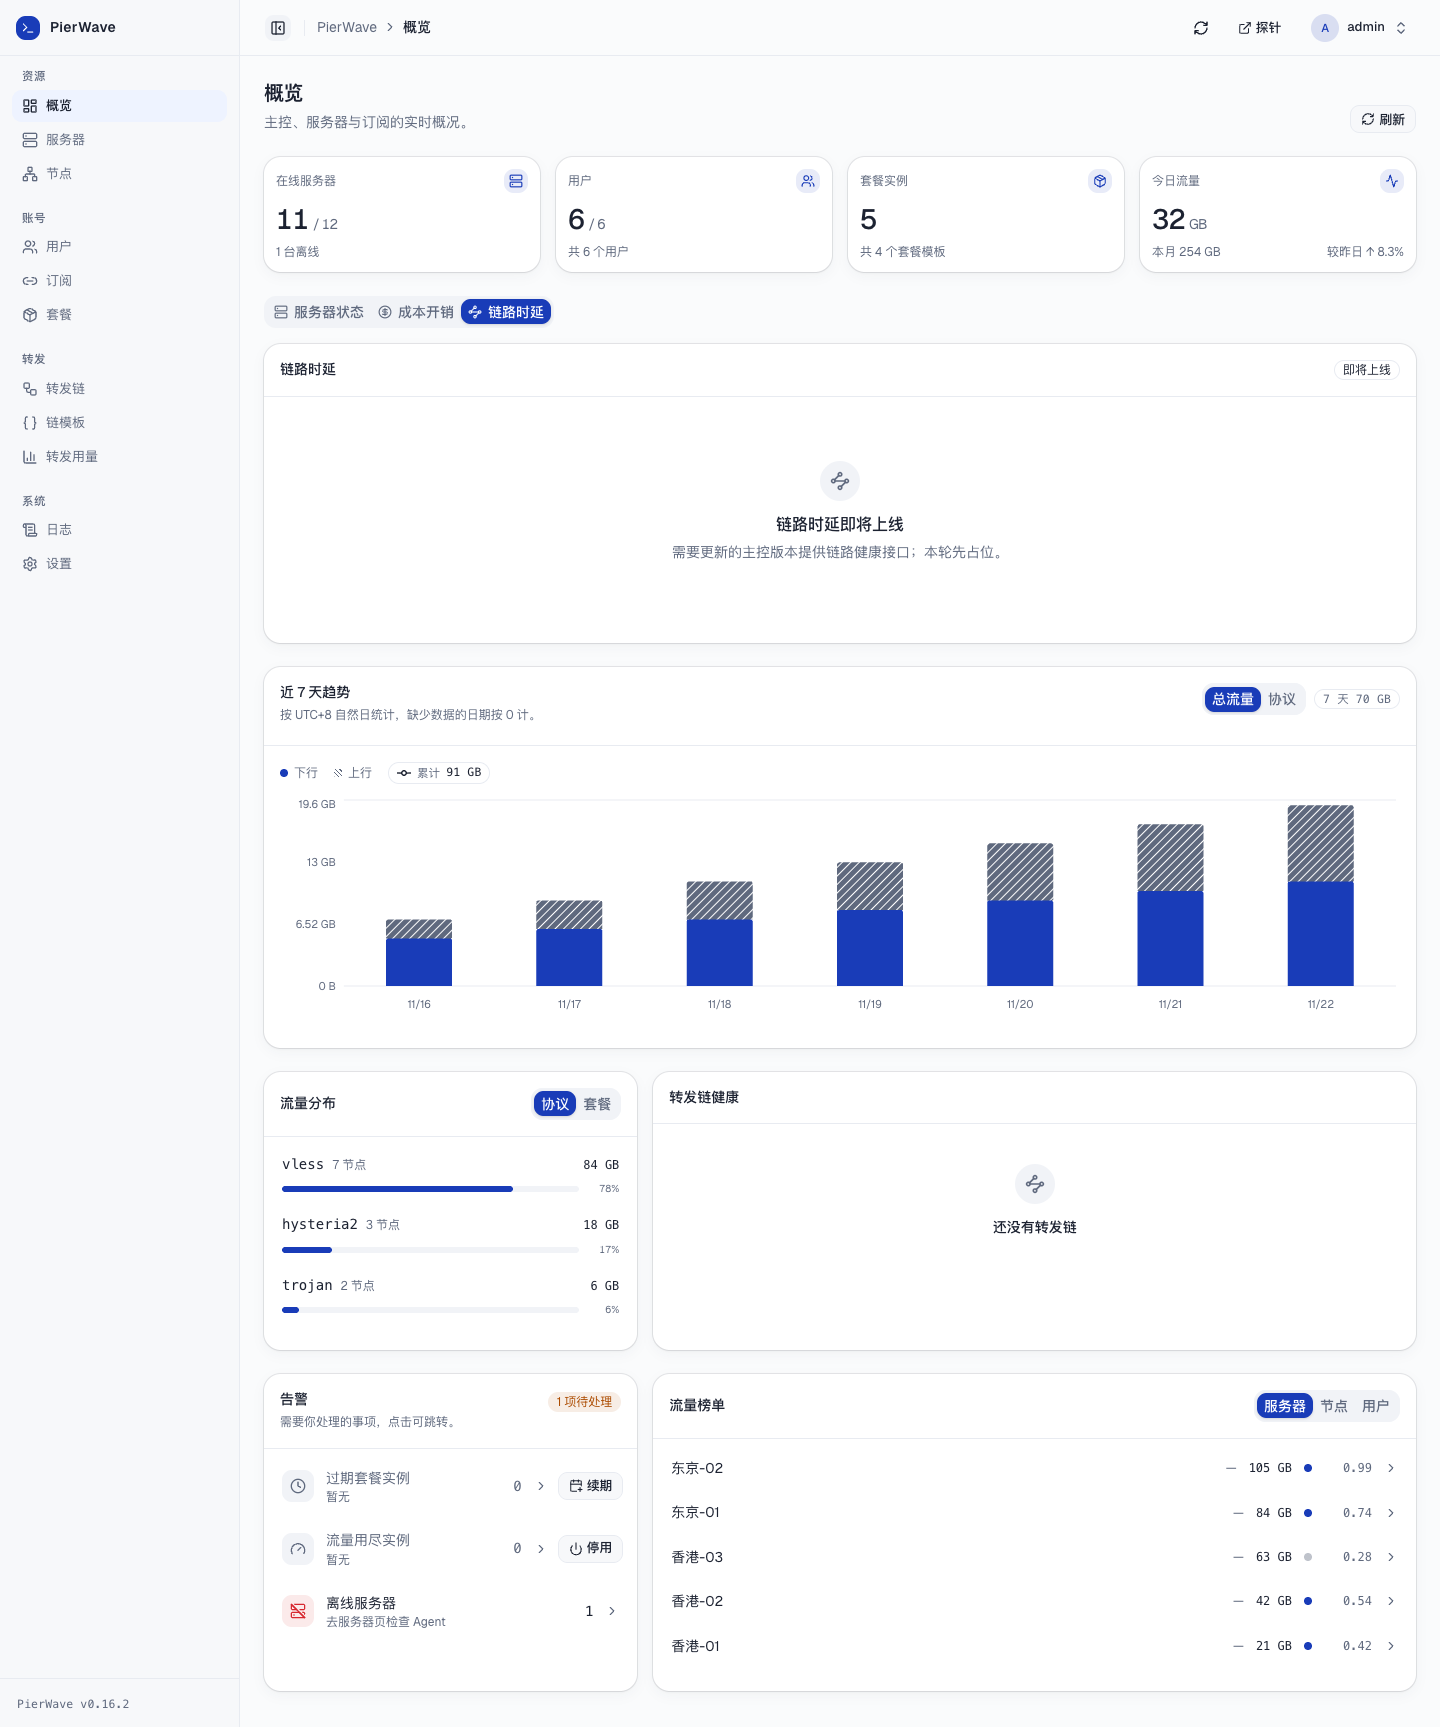 PierWave
PierWave > 概览
探针
A admin
资源
概览
服务器
节点
账号
用户
订阅
套餐
转发
转发链
链模板
转发用量
系统
日志
设置
PierWave v0.16.2
概览
主控、服务器与订阅的实时概况。
刷新
在线服务器
11 / 12
1 台离线
用户
6 / 6
共 6 个用户
套餐实例
5
共 4 个套餐模板
今日流量
32 GB
本月 254 GB 较昨日 ↑ 8.3%
服务器状态 成本开销 链路时延
链路时延 即将上线
链路时延即将上线
需要更新的主控版本提供链路健康接口；本轮先占位。
近 7 天趋势
按 UTC+8 自然日统计，缺少数据的日期按 0 计。
总流量 协议 7 天 70 GB
下行 上行 累计 91 GB
19.6 GB
13 GB
6.52 GB
0 B
11/16 11/17 11/18 11/19 11/20 11/21 11/22
流量分布 协议 套餐
vless 7 节点 84 GB
78%
hysteria2 3 节点 18 GB
17%
trojan 2 节点 6 GB
6%
转发链健康
还没有转发链
告警 1 项待处理
需要你处理的事项，点击可跳转。
过期套餐实例
暂无
0 续期
流量用尽实例
暂无
0 停用
离线服务器
去服务器页检查 Agent
1
流量榜单 服务器 节点 用户
东京-02 — 105 GB 0.99
东京-01 — 84 GB 0.74
香港-03 — 63 GB 0.28
香港-02 — 42 GB 0.54
香港-01 — 21 GB 0.42